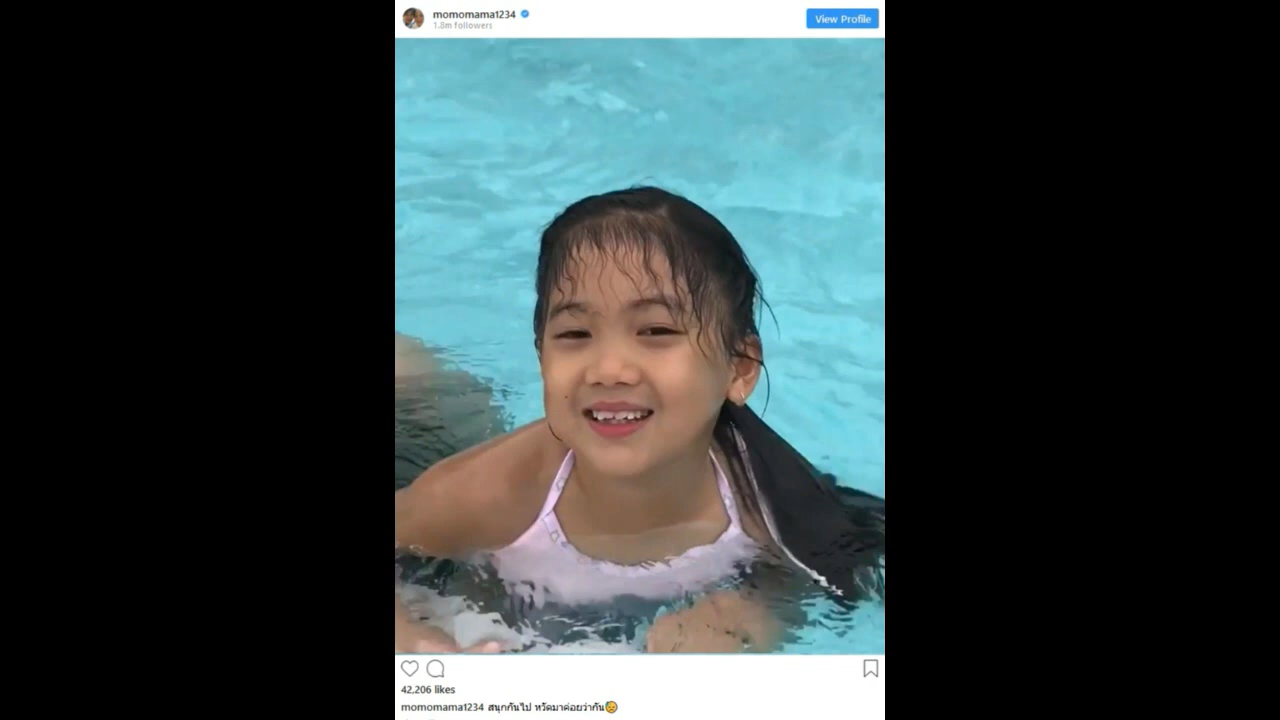 momomama1234
1.8m followers
View Profile
42,206 likes
momomama1234 สนุกกันไป หวัดมาค่อยว่ากัน😥